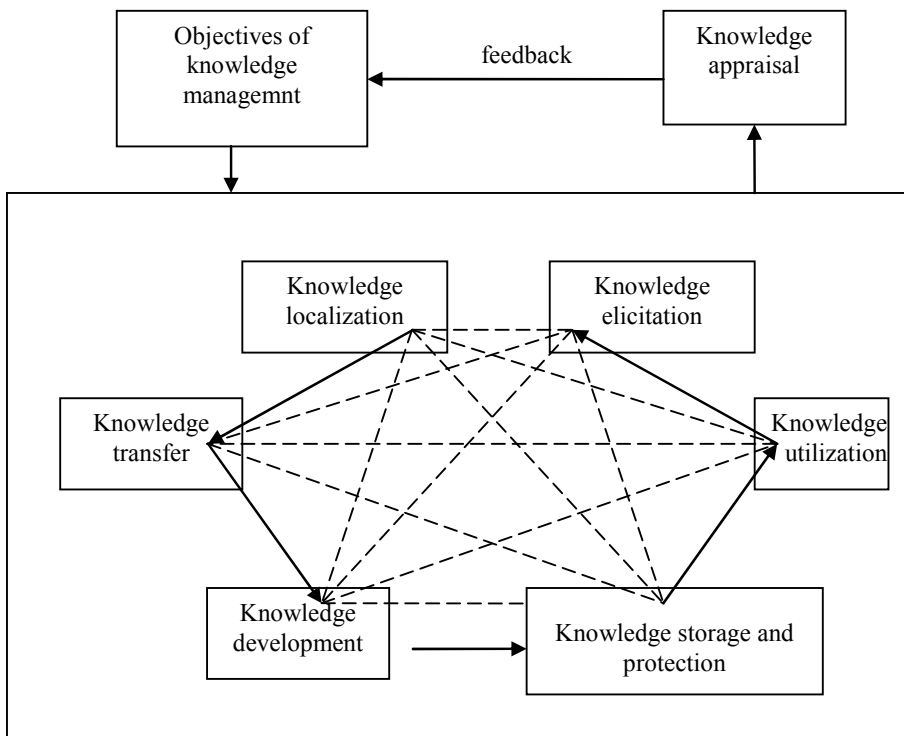 Objectives of
knowledge
managemnt
feedback
Knowledge
appraisal
Knowledge
localization
Knowledge
elicitation
Knowledge
transfer
Knowledge
utilization
Knowledge
development
Knowledge storage and
protection